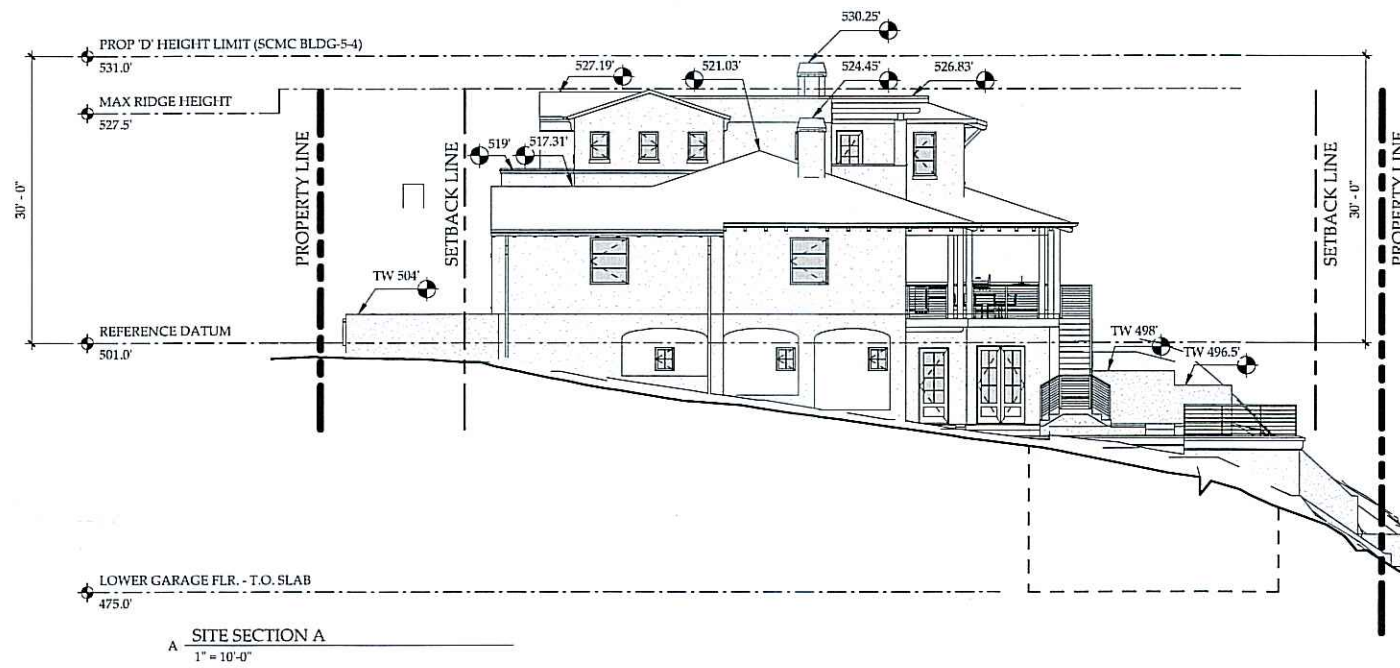 530.25'
PROP 'D' HEIGHT LIMIT (SCMC BLDG-5-4)
531.0'
527.19'
521.03'
524.45'
526.83'
MAX RIDGE HEIGHT
527.5'
519'
517.31'
30' - 0"
PROPERTY LINE
SETBACK LINE
SETBACK LINE
30' - 0"
PROPERTY LINE
TW 504'
REFERENCE DATUM
501.0'
TW 498'
TW 496.5'
LOWER GARAGE FLR. - T.O. SLAB
475.0'
A SITE SECTION A
1" = 10'-0"